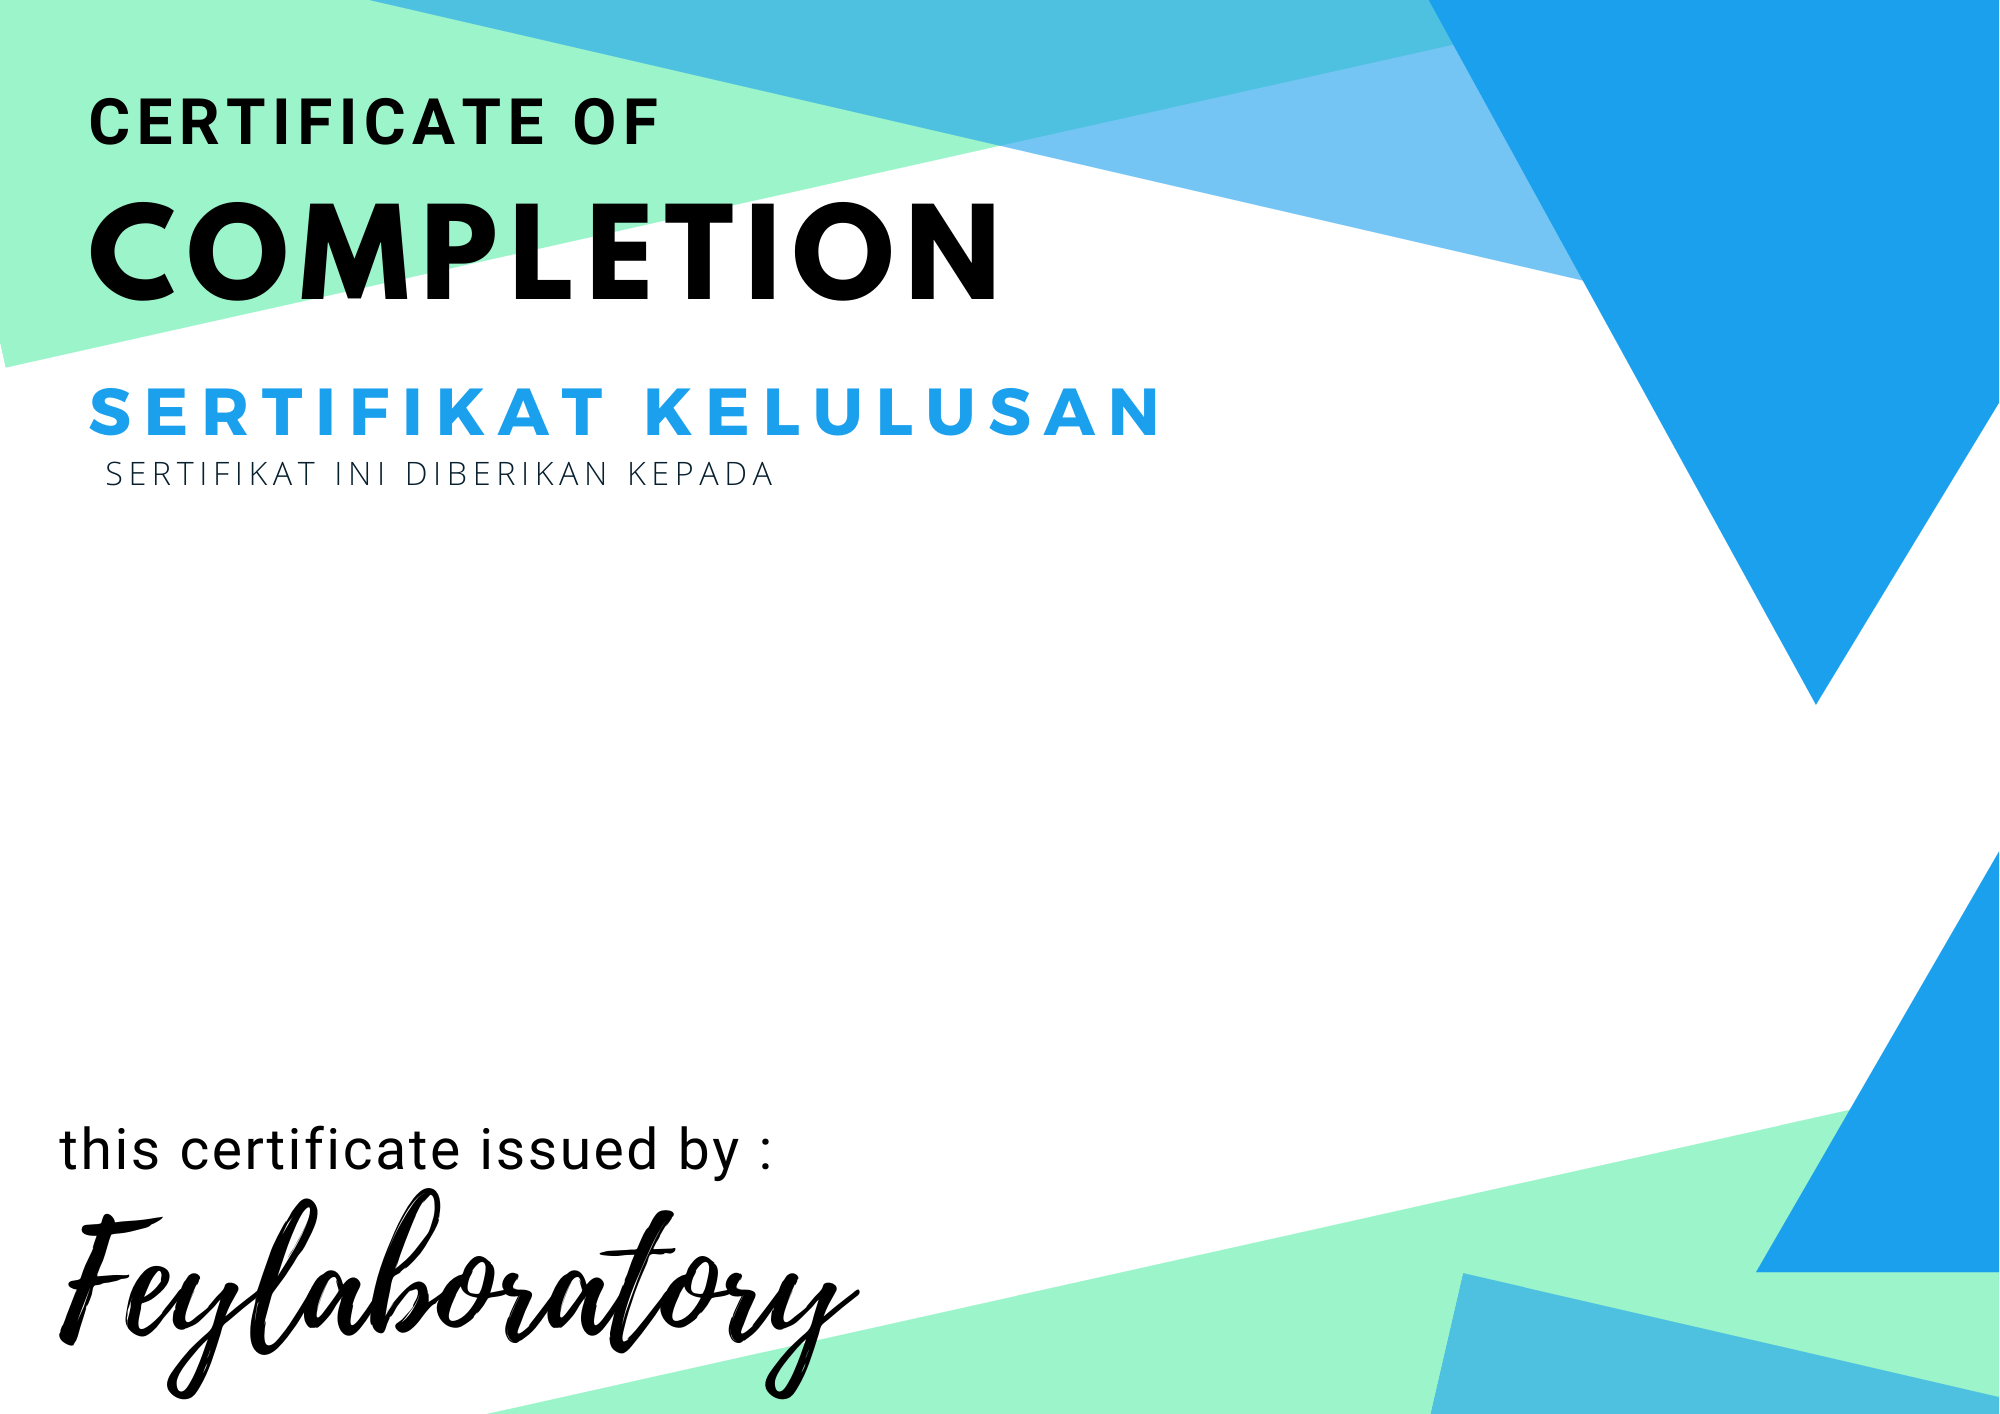 CERTIFICATE OF
COMPLETION
SERTIFIKAT KELULUSAN
SERTIFIKAT INI DIBERIKAN KEPADA
this certificate issued by :
Feylaboratory